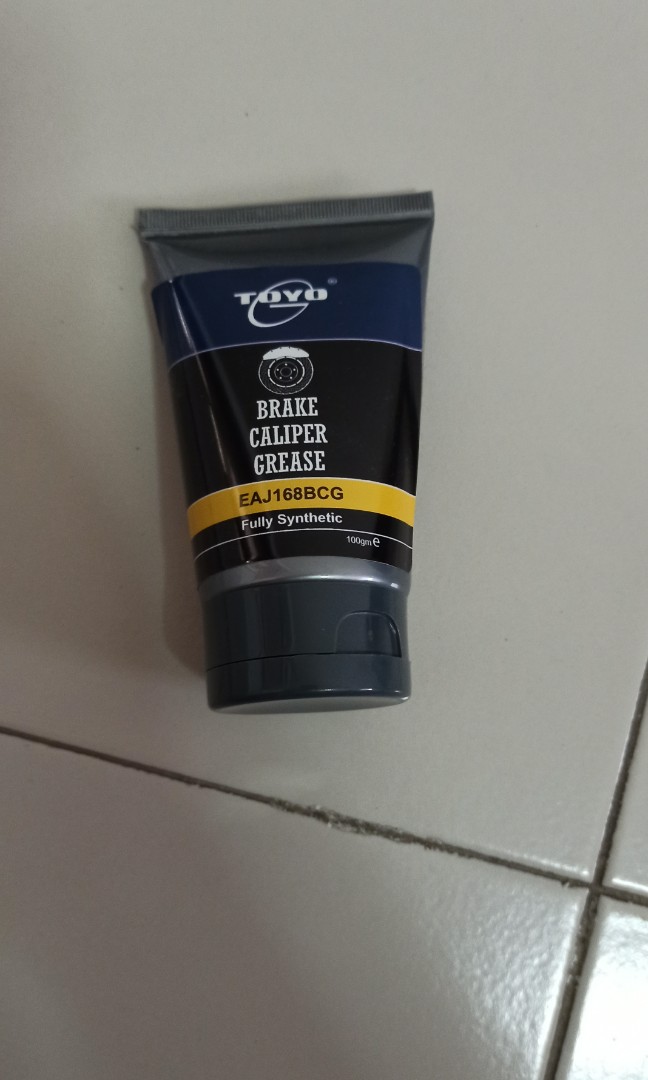 TOYO ®
BRAKE
CALIPER
GREASE
EAJ168BCG
Fully Synthetic
100gm e